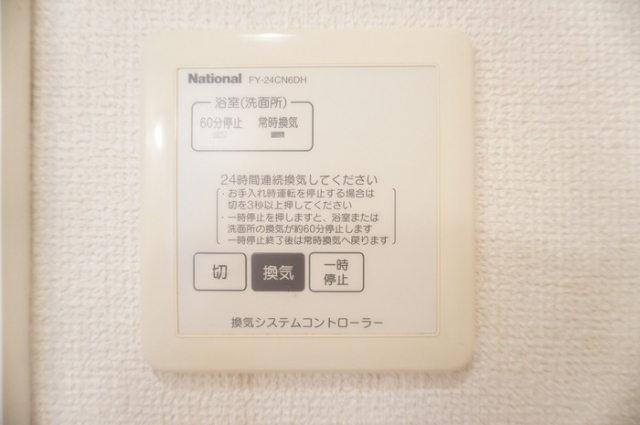 National FY-24CN6DH
浴室(洗面所)
60分停止 常時換気
24時間連続換気してください
・お手入れ時運転を停止する場合は
切を3秒以上押してください
・一時停止を押しますと、浴室または
洗面所の換気が約60分停止します
一時停止終了後は常時換気へ戻ります
切 換気 一時
停止
換気システムコントローラー